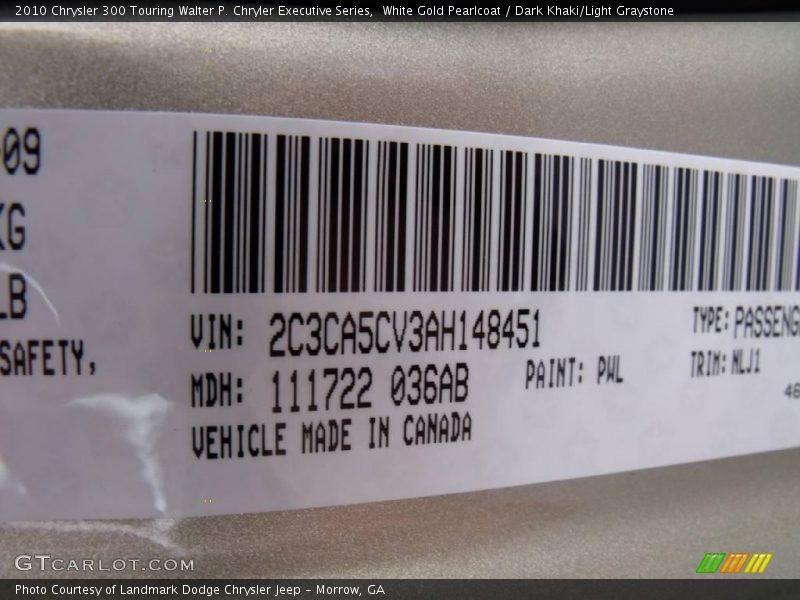 2010 Chrysler 300 Touring Walter P. Chryler Executive Series, White Gold Pearlcoat / Dark Khaki/Light Graystone
09
KG
LB
SAFETY,
VIN: 2C3CA5CV3AH148451
TYPE: PASSENG
MDH: 111722 036AB
PAINT: PWL
TRIM: NLJ1
46
VEHICLE MADE IN CANADA
GTCARLOT.COM
Photo Courtesy of Landmark Dodge Chrysler Jeep – Morrow, GA